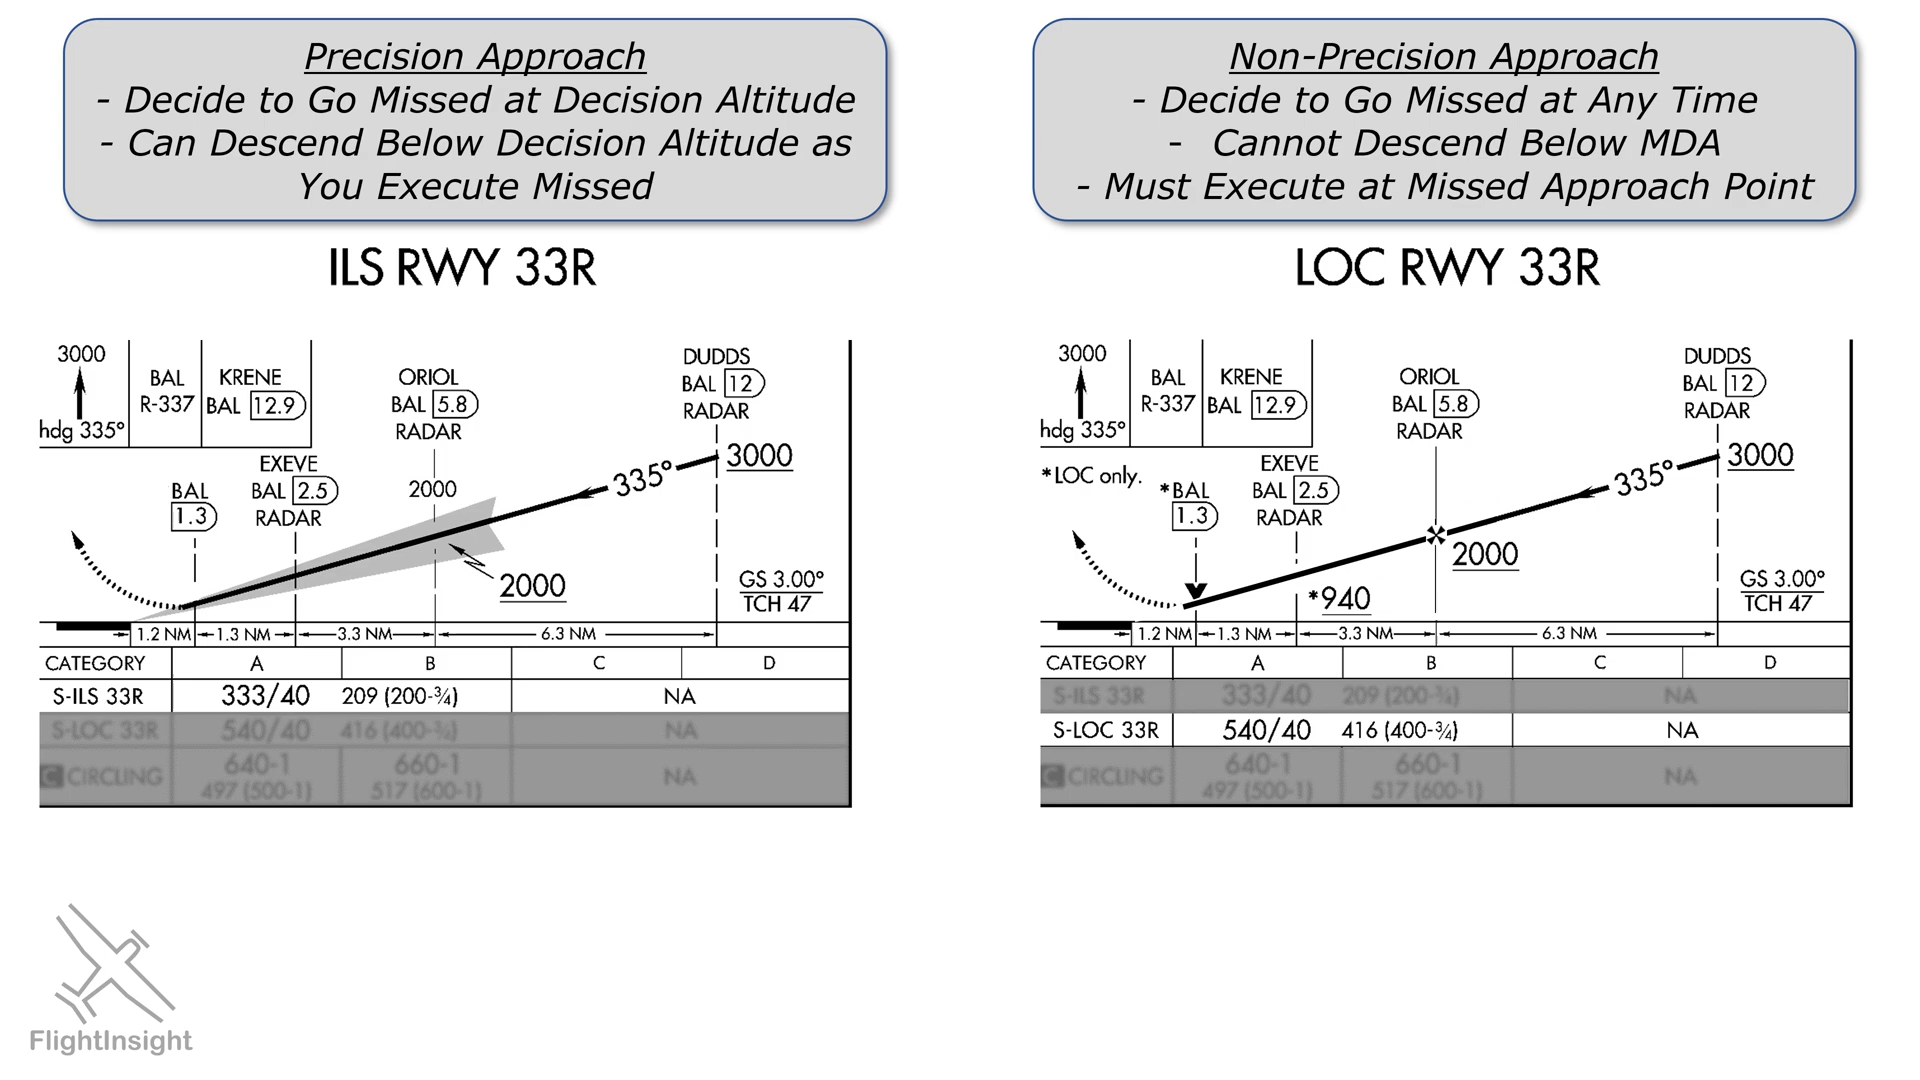 Precision Approach
- Decide to Go Missed at Decision Altitude
- Can Descend Below Decision Altitude as
You Execute Missed
ILS RWY 33R
3000
hdg 335°
BAL
R-337
KRENE
BAL 12.9
ORIOL
BAL 5.8
RADAR
DUDDS
BAL 12
RADAR
EXEVE
BAL 2.5
RADAR
BAL
1.3
2000
335°
3000
2000
GS 3.00°
TCH 47
1.2 NM 1.3 NM 3.3 NM 6.3 NM
CATEGORY A B C D
S-ILS 33R 333/40 209 (200-¾) NA
S-LOC 33R 540/40 416 (400-¾) NA
C CIRCLING 640-1 660-1 NA
497 (500-1) 517 (600-1)
Non-Precision Approach
- Decide to Go Missed at Any Time
- Cannot Descend Below MDA
- Must Execute at Missed Approach Point
LOC RWY 33R
3000
hdg 335°
BAL
R-337
KRENE
BAL 12.9
ORIOL
BAL 5.8
RADAR
DUDDS
BAL 12
RADAR
*LOC only.
*BAL
1.3
EXEVE
BAL 2.5
RADAR
335°
3000
2000
*940
GS 3.00°
TCH 47
1.2 NM 1.3 NM 3.3 NM 6.3 NM
CATEGORY A B C D
S-ILS 33R 333/40 209 (200-¾) NA
S-LOC 33R 540/40 416 (400-¾) NA
C CIRCLING 640-1 660-1 NA
497 (500-1) 517 (600-1)
FlightInsight